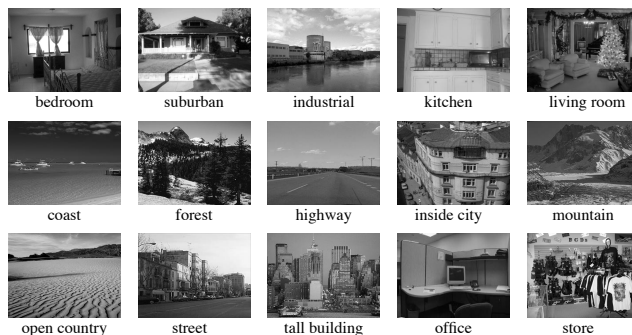 bedroom
suburban
industrial
kitchen
living room
coast
forest
highway
inside city
mountain
open country
street
tall building
office
store